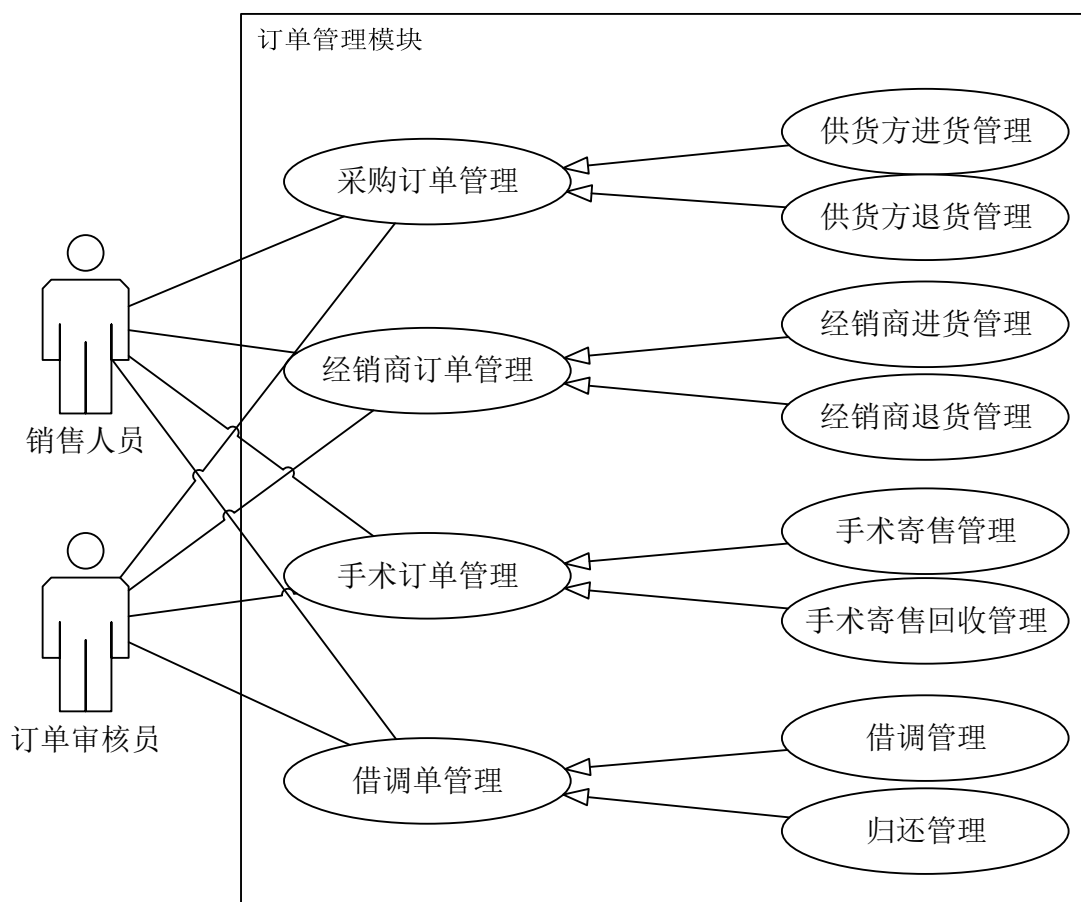 订单管理模块
供货方进货管理
采购订单管理
供货方退货管理
经销商进货管理
经销商订单管理
经销商退货管理
销售人员
手术寄售管理
手术订单管理
手术寄售回收管理
订单审核员
借调管理
借调单管理
归还管理